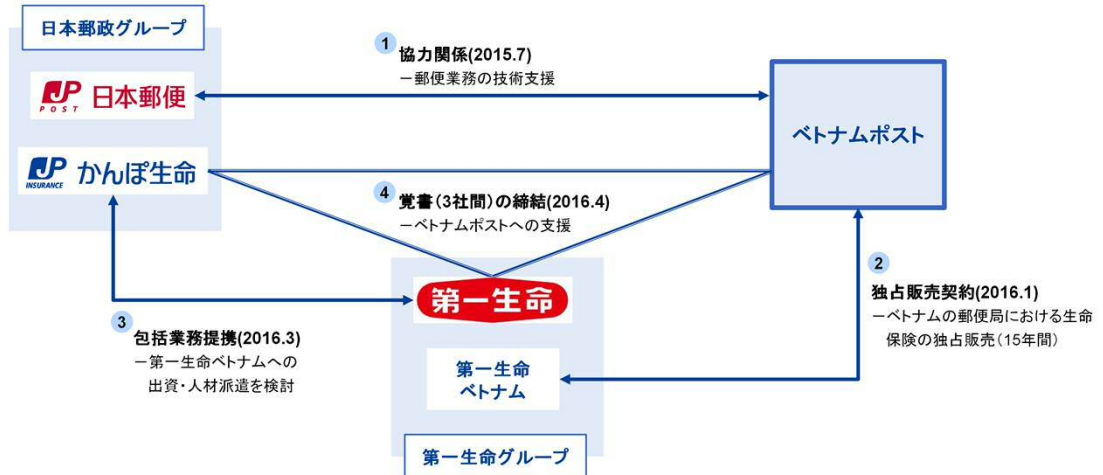 日本郵政グループ
JP
POST
日本郵便
JP
INSURANCE
かんぽ生命
1
協力関係(2015.7)
－郵便業務の技術支援
ベトナムポスト
4
覚書(3社間)の締結(2016.4)
－ベトナムポストへの支援
2
独占販売契約(2016.1)
－ベトナムの郵便局における生命
保険の独占販売(15年間)
3
包括業務提携(2016.3)
－第一生命ベトナムへの
出資・人材派遣を検討
第一生命
第一生命
ベトナム
第一生命グループ